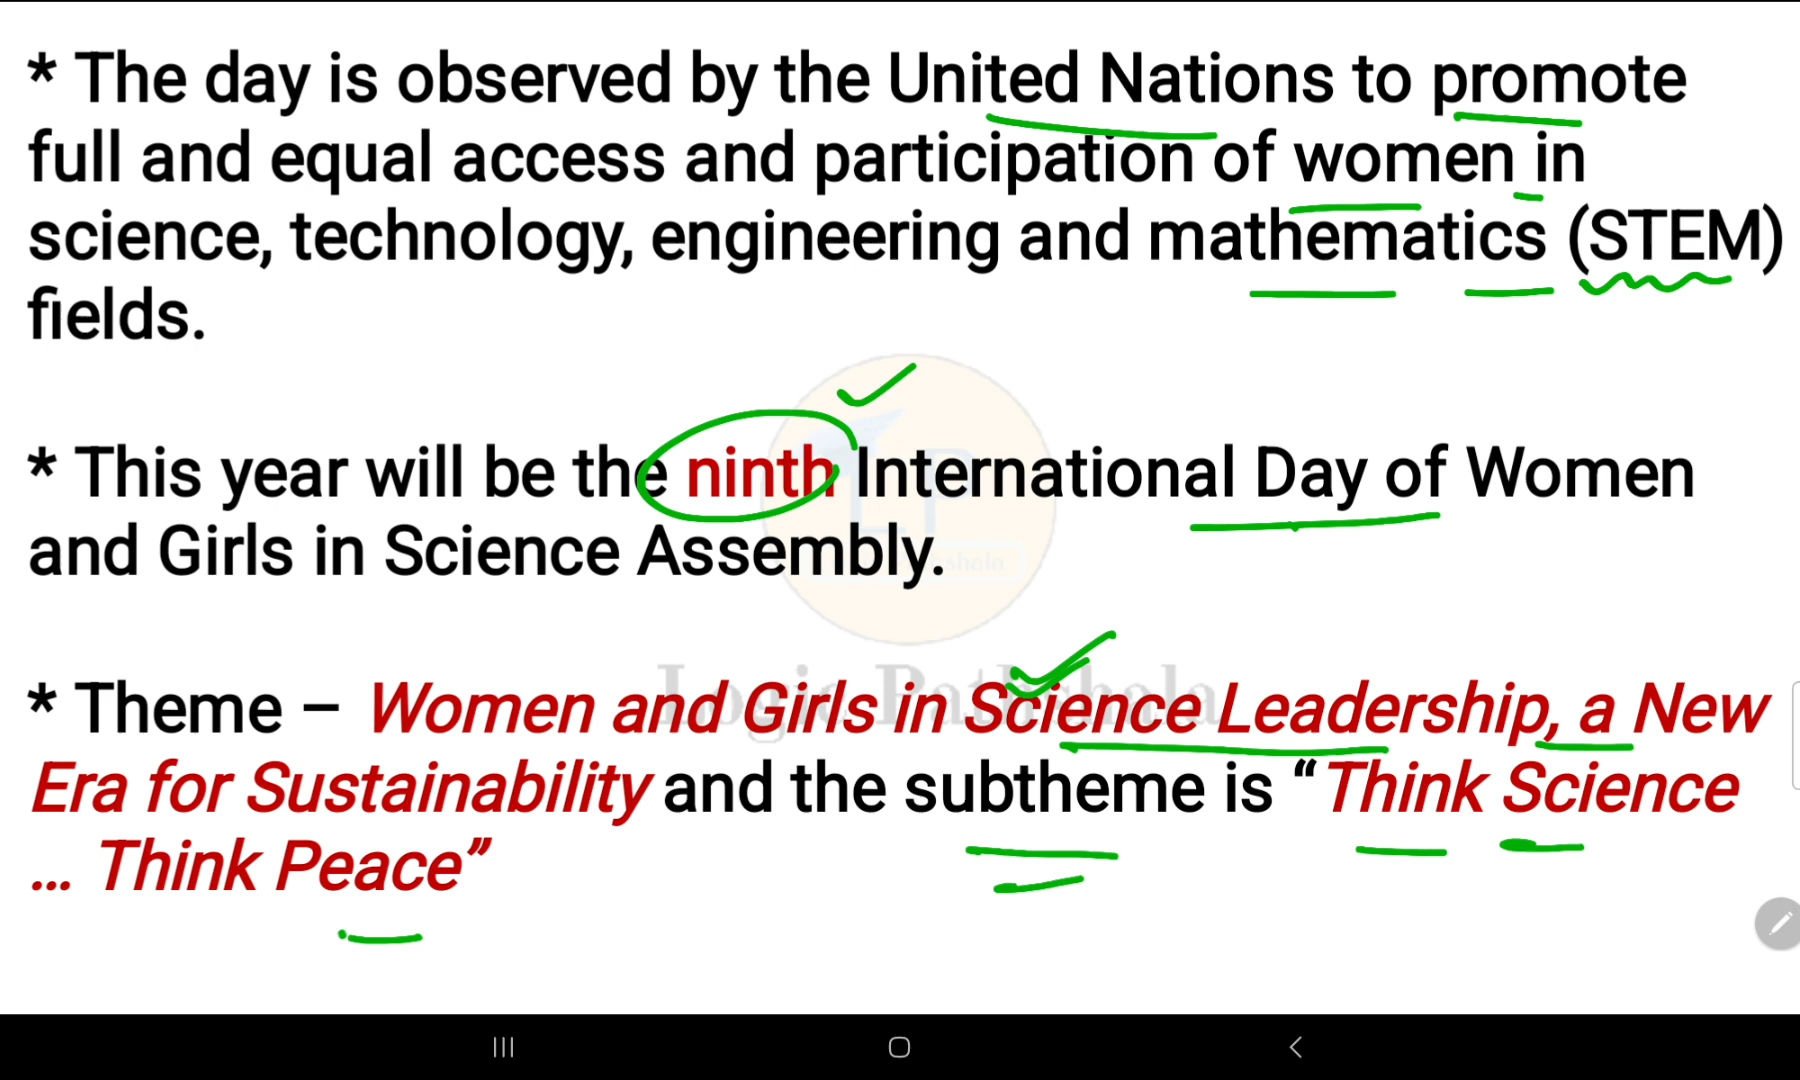 * The day is observed by the United Nations to promote
full and equal access and participation of women in
science, technology, engineering and mathematics (STEM)
fields.
* This year will be the ninth International Day of Women
and Girls in Science Assembly.
* Theme – Women and Girls in Science Leadership, a New
Era for Sustainability and the subtheme is “Think Science
... Think Peace”
Logic Pathshala